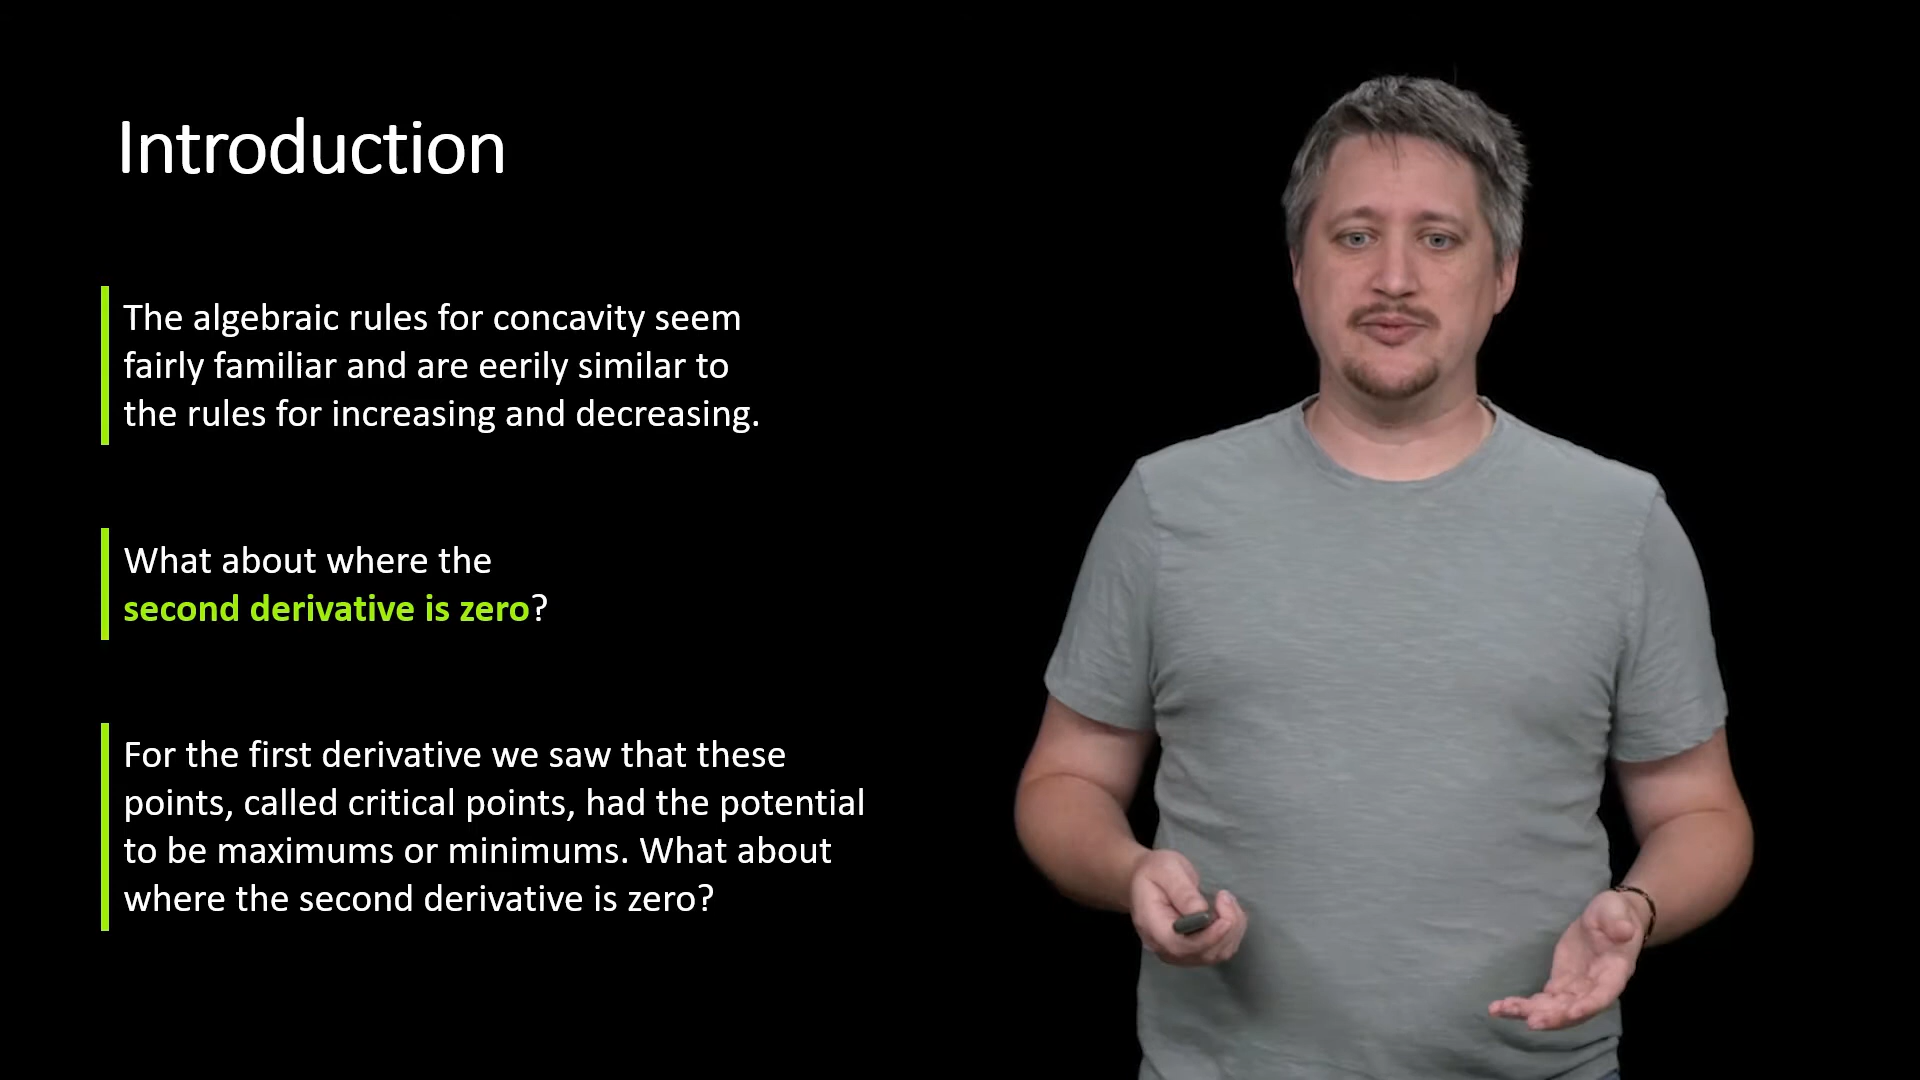 Introduction
The algebraic rules for concavity seem
fairly familiar and are eerily similar to
the rules for increasing and decreasing.
What about where the
second derivative is zero?
For the first derivative we saw that these
points, called critical points, had the potential
to be maximums or minimums. What about
where the second derivative is zero?